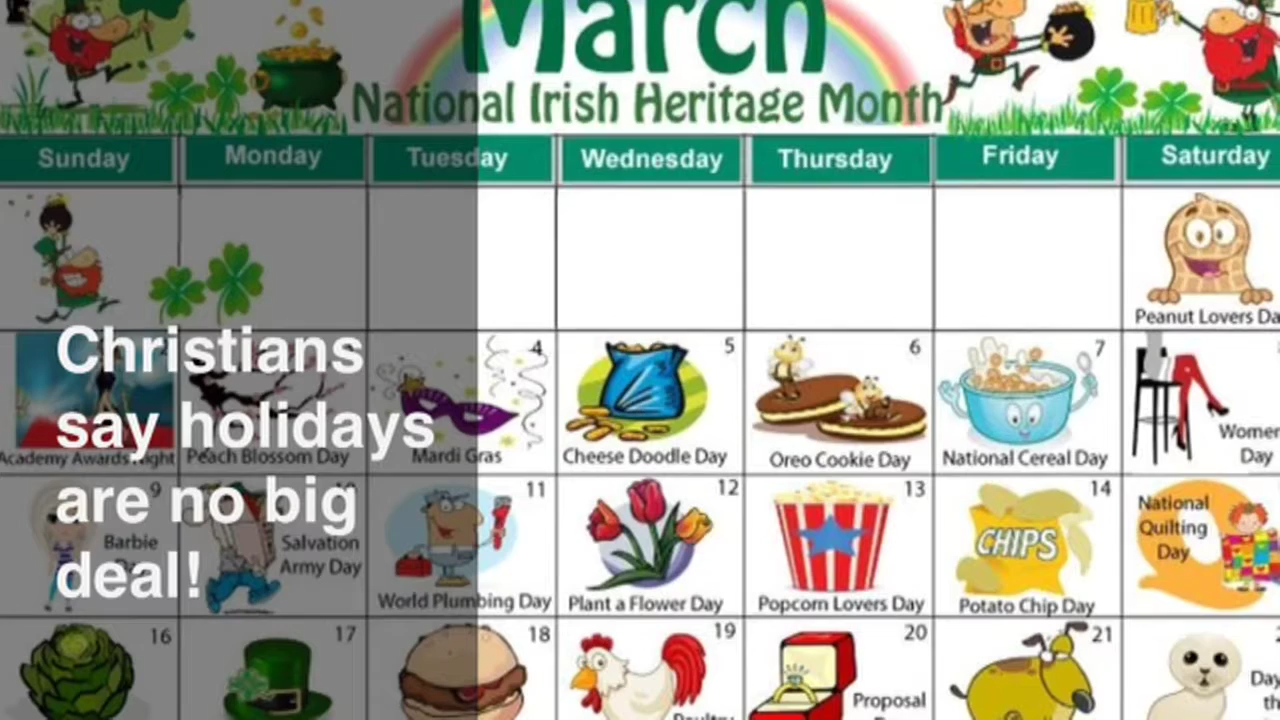 March
National Irish Heritage Month
Sunday Monday Tuesday Wednesday Thursday Friday Saturday
Peanut Lovers Da
Christians
say holidays
are no big
deal!
4 5 6 7
Academy Awards Night Peach Blossom Day Mardi Gras Cheese Doodle Day Oreo Cookie Day National Cereal Day Women
Day
9 10 11 12 13 14
Barbie
Day
Salvation
Army Day
World Plumbing Day Plant a Flower Day Popcorn Lovers Day
CHIPS
Potato Chip Day
National
Quilting
Day
16 17 18 19 20 21
Poultry
Proposal
Day
th